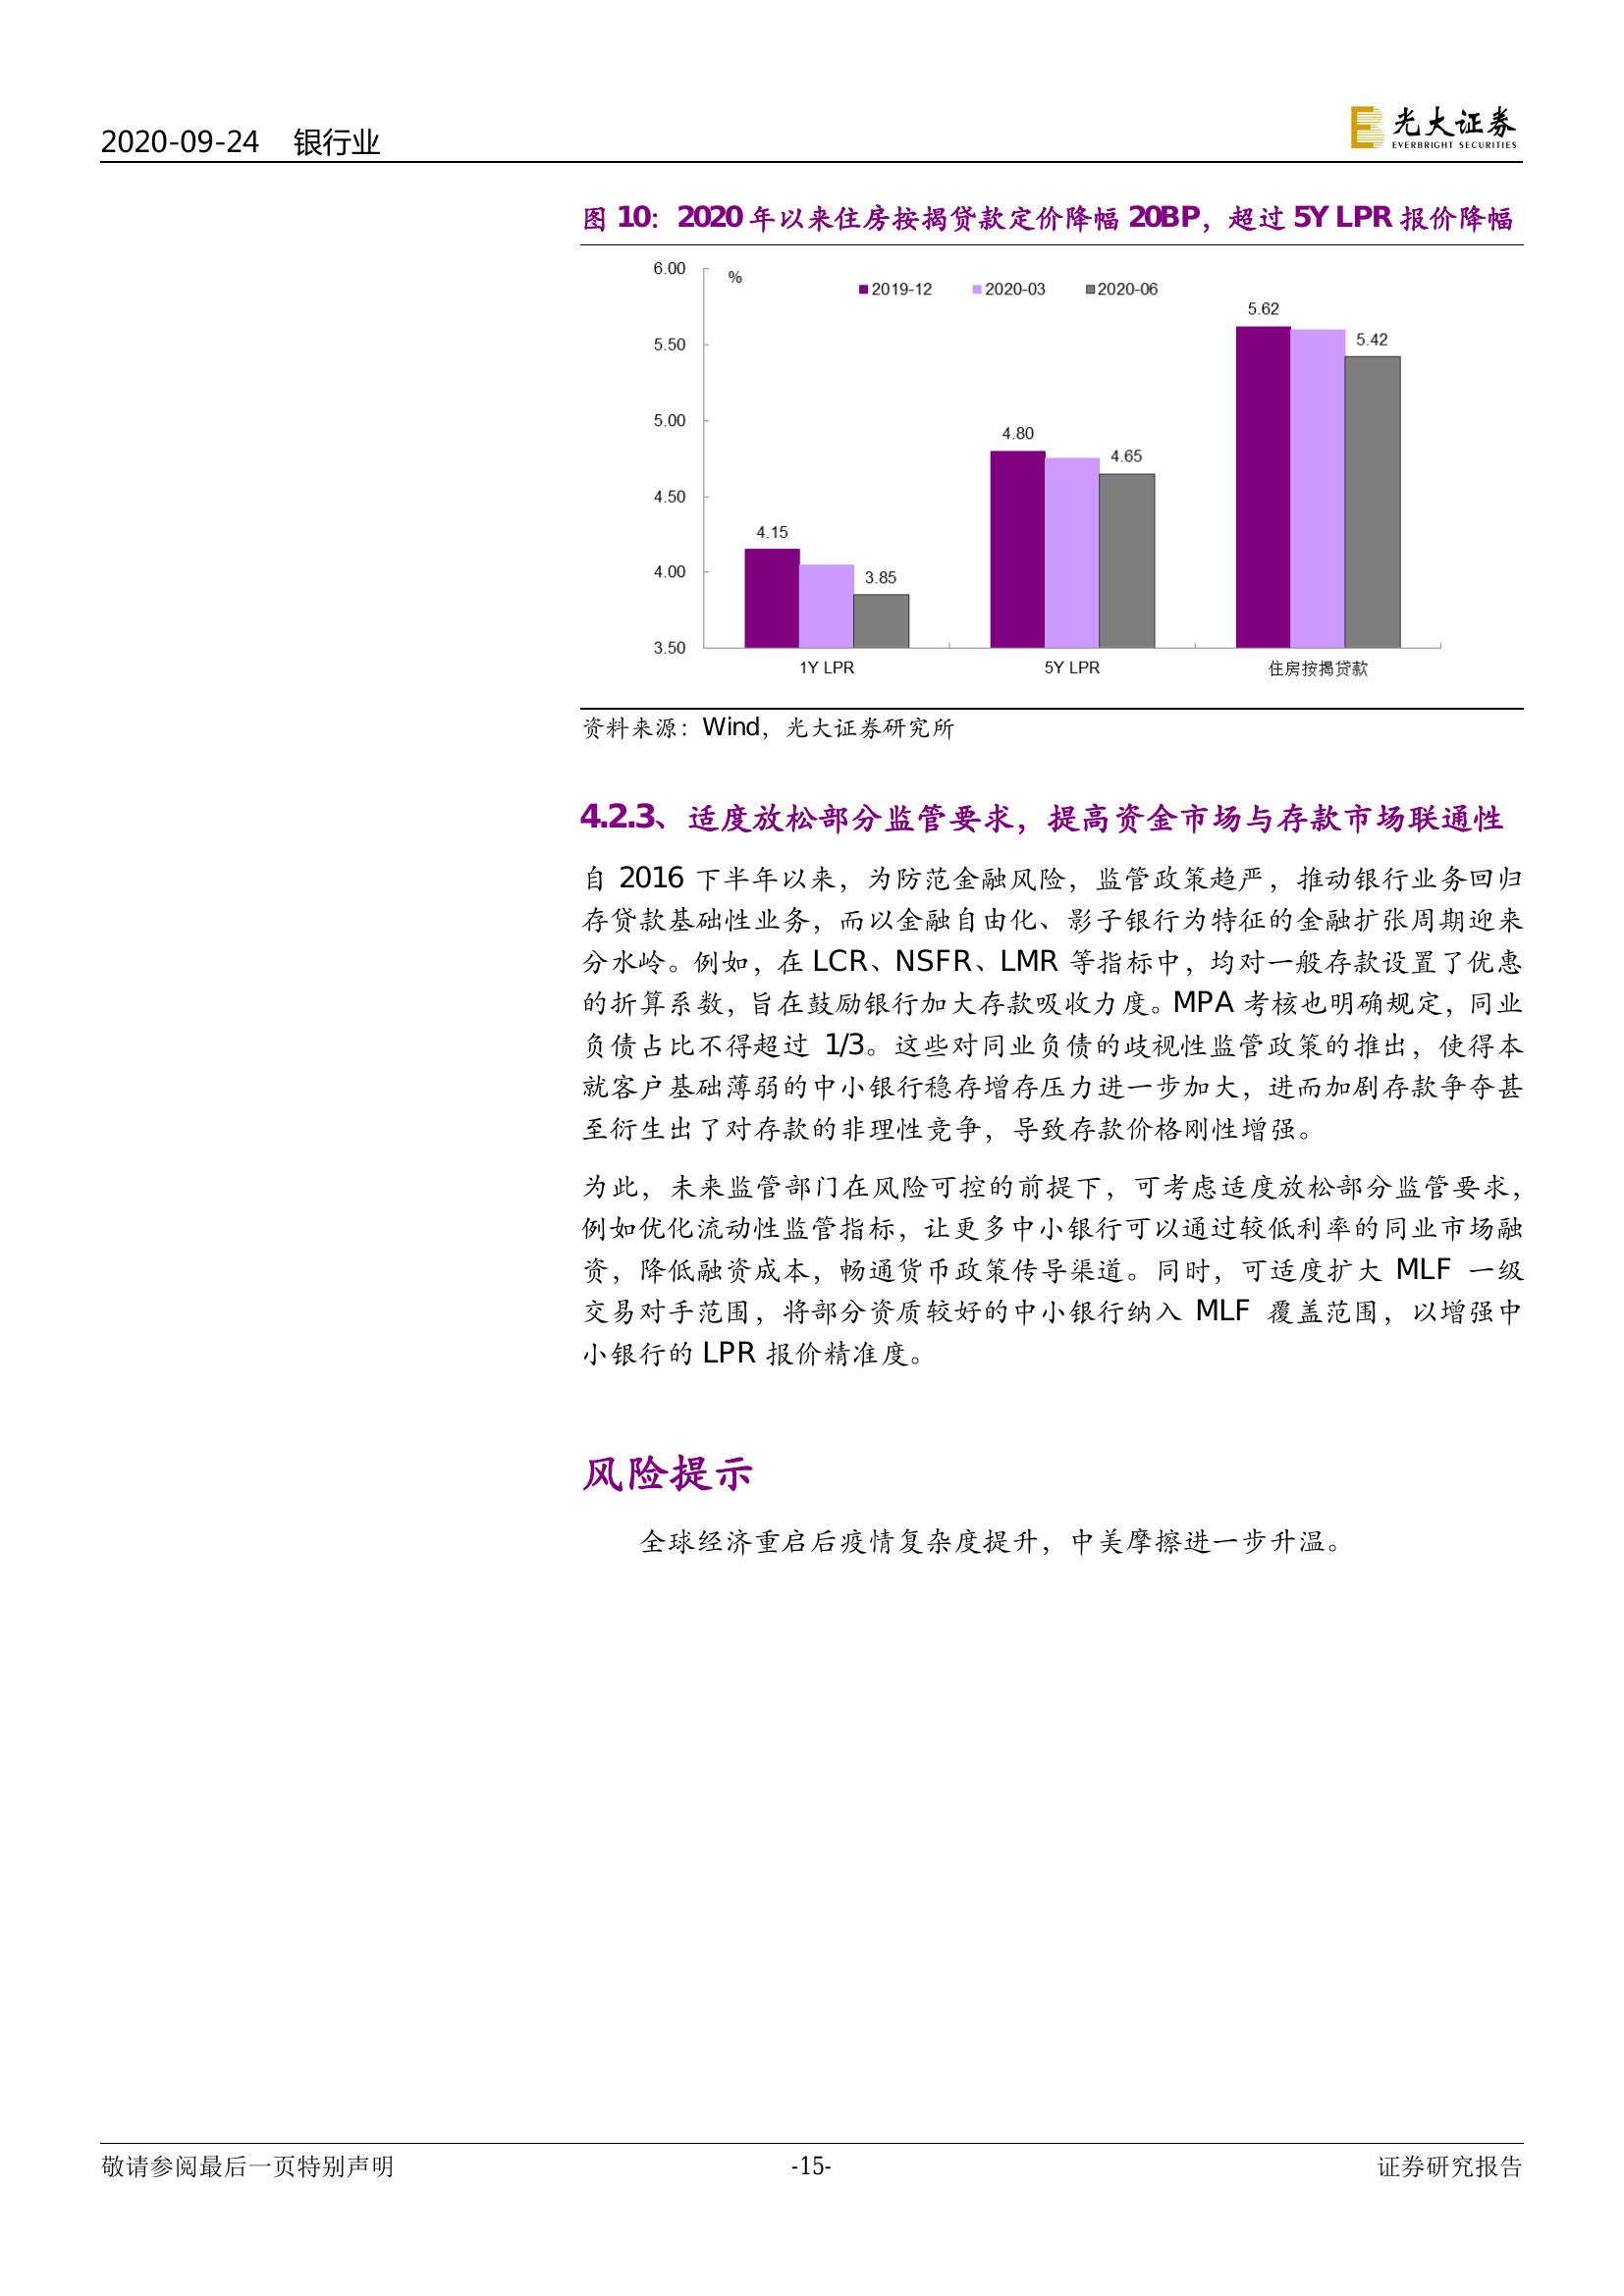 2020-09-24 银行业
光大证券
EVERBRIGHT SECURITIES
图 10：2020 年以来住房按揭贷款定价降幅 20BP，超过 5Y LPR 报价降幅
6.00
5.50
5.00
4.50
4.00
3.50
%
2019-12 2020-03 2020-06
4.15
3.85
4.80
4.65
5.62
5.42
1Y LPR 5Y LPR 住房按揭贷款
资料来源：Wind，光大证券研究所
4.2.3、适度放松部分监管要求，提高资金市场与存款市场联通性
自 2016 下半年以来，为防范金融风险，监管政策趋严，推动银行业务回归
存贷款基础性业务，而以金融自由化、影子银行为特征的金融扩张周期迎来
分水岭。例如，在 LCR、NSFR、LMR 等指标中，均对一般存款设置了优惠
的折算系数，旨在鼓励银行加大存款吸收力度。MPA 考核也明确规定，同业
负债占比不得超过 1/3。这些对同业负债的歧视性监管政策的推出，使得本
就客户基础薄弱的中小银行稳存增存压力进一步加大，进而加剧存款争夺甚
至衍生出了对存款的非理性竞争，导致存款价格刚性增强。
为此，未来监管部门在风险可控的前提下，可考虑适度放松部分监管要求，
例如优化流动性监管指标，让更多中小银行可以通过较低利率的同业市场融
资，降低融资成本，畅通货币政策传导渠道。同时，可适度扩大 MLF 一级
交易对手范围，将部分资质较好的中小银行纳入 MLF 覆盖范围，以增强中
小银行的 LPR 报价精准度。
风险提示
全球经济重启后疫情复杂度提升，中美摩擦进一步升温。
敬请参阅最后一页特别声明 -15- 证券研究报告